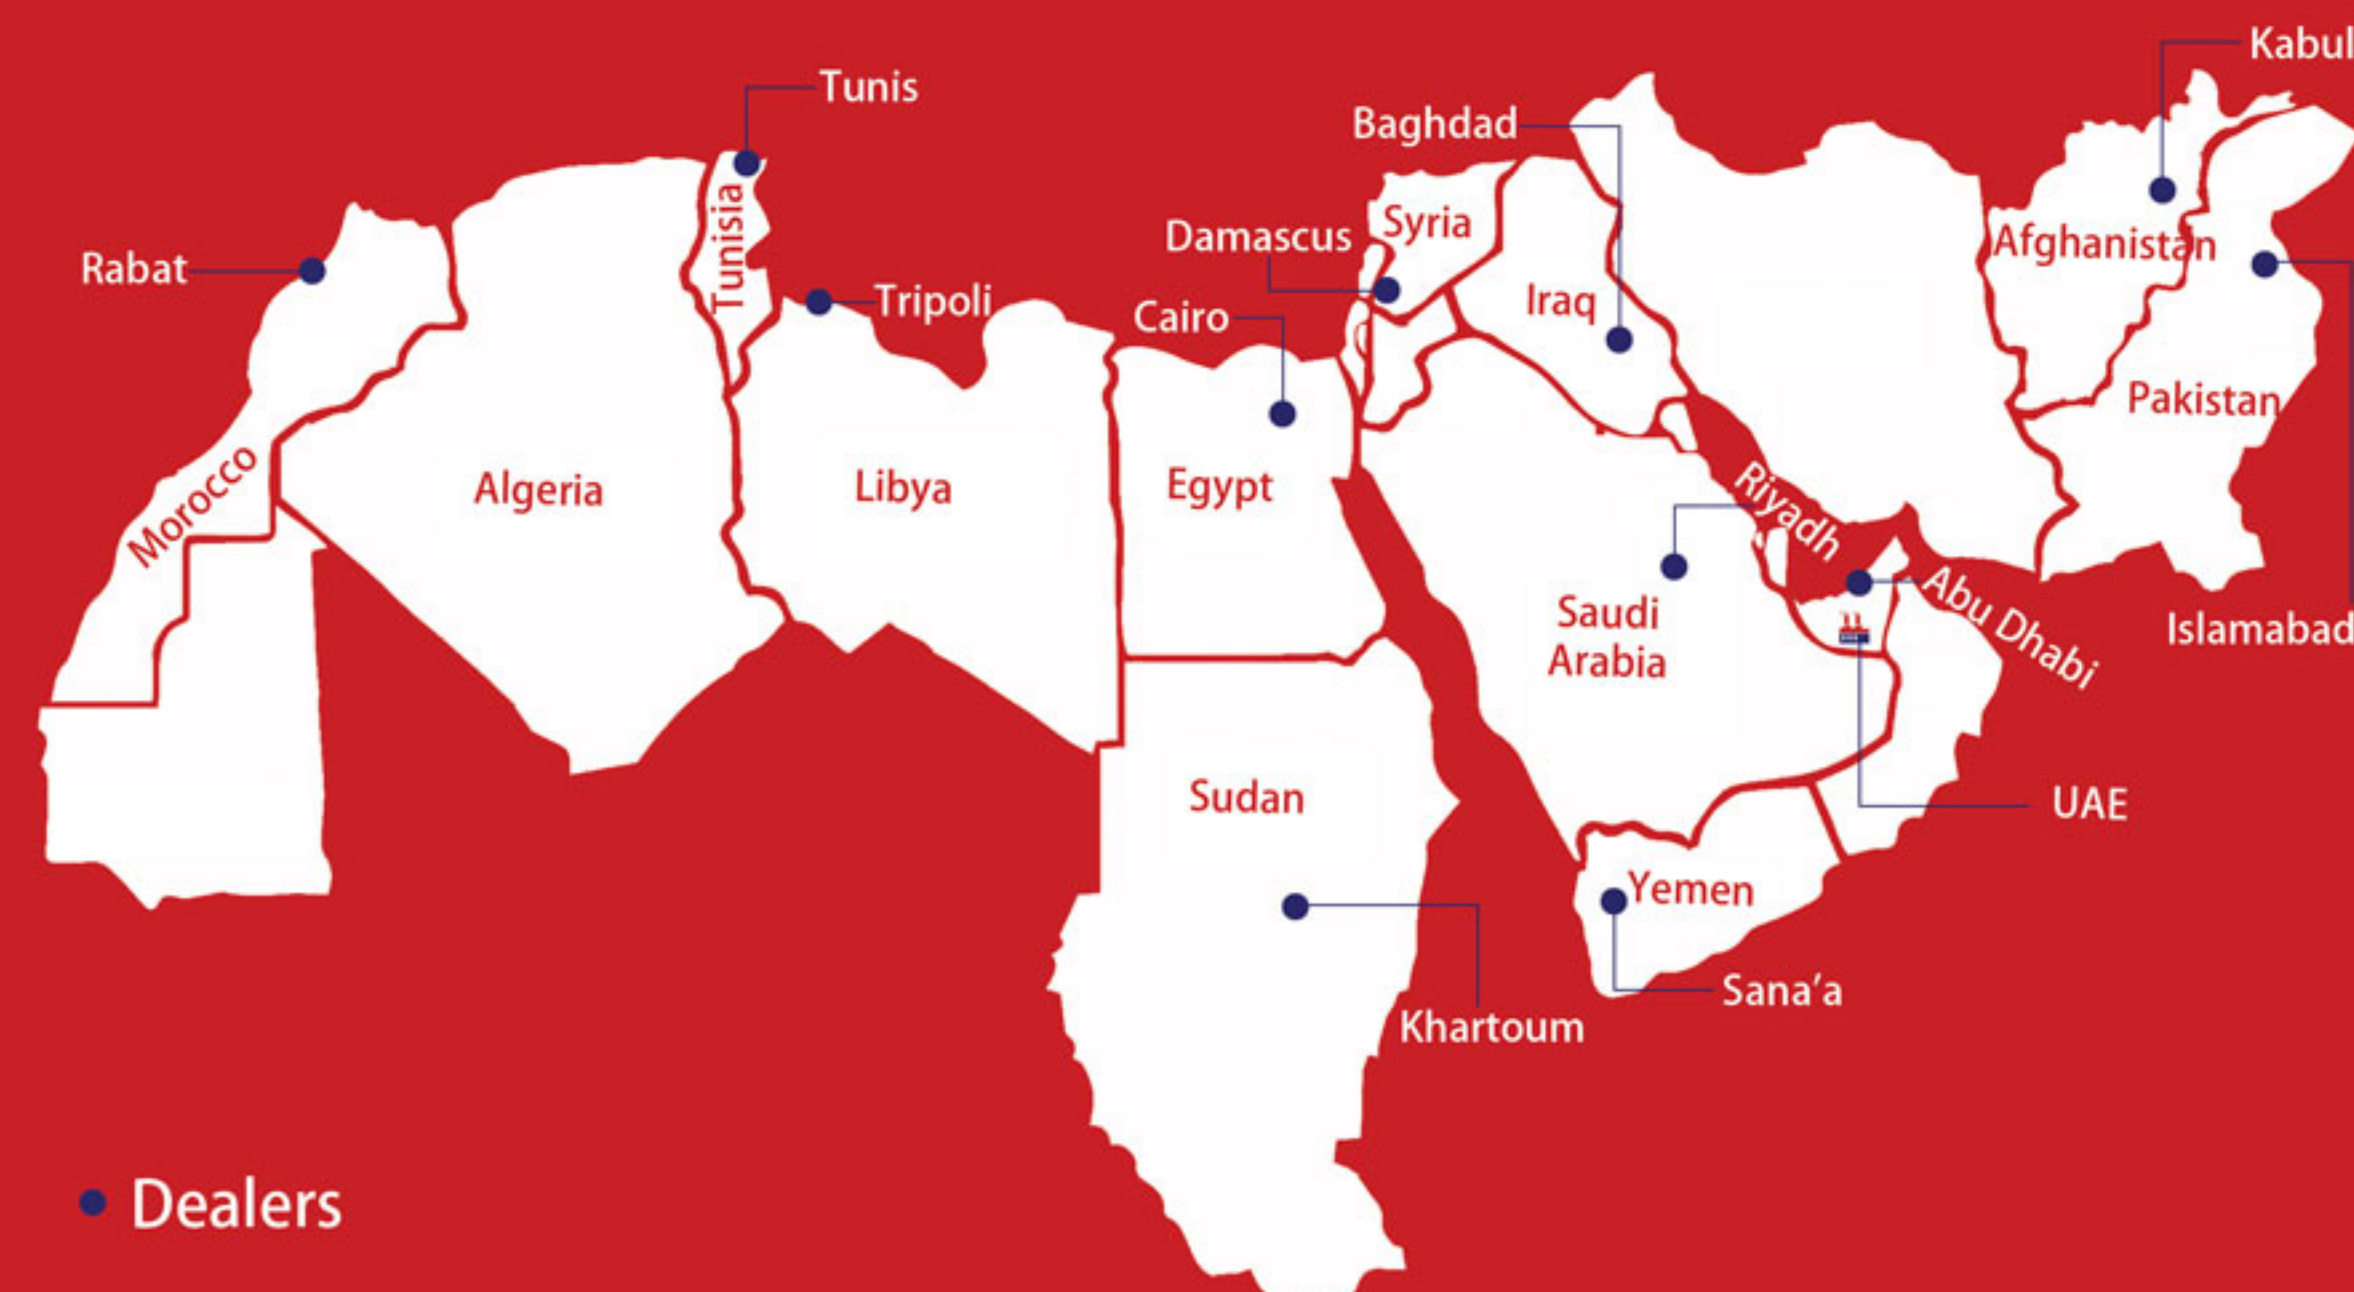 Kabul
Tunis
Baghdad
Syria
Damascus
Tunisia
Afghanistan
Rabat
Tripoli
Iraq
Cairo
Pakistan
Morocco
Algeria
Libya
Egypt
Riyadh
Saudi
Arabia
Abu Dhabi
Islamabad
Sudan
UAE
Yemen
Sana'a
Khartoum
Dealers